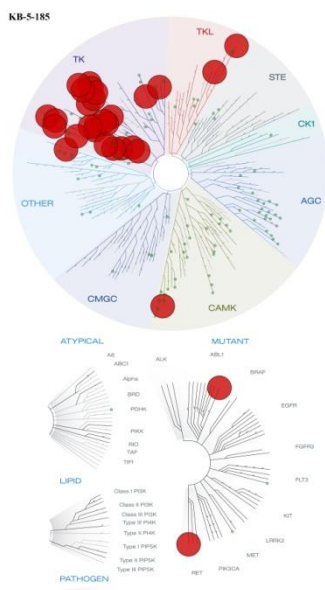 KB-5-185
TK
TKL
STE
CK1
AGC
CAMK
CMGC
OTHER
ATYPICAL
A6
ABC1
Alpha
BRD
PDHK
PIKK
RIO
TAF
TIF1
LIPID
Class I PI3K
Class II PI3K
Class III PI3K
Type III PI4K
Type II PI4K
Type I PIP5K
Type II PIP5K
Type III PIP5K
PATHOGEN
MUTANT
ALK
ABL1
BRAF
EGFR
FGFR3
FLT3
KIT
LRRK2
MET
PIK3CA
RET